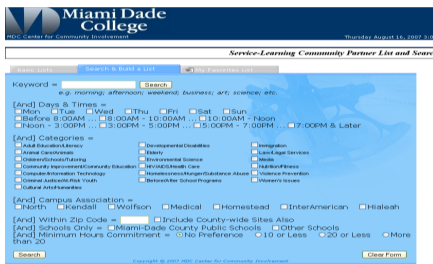 Miami Dade
College
MDC Center for Community Involvement
Thursday August 16, 2007 3:0
Service-Learning Community Partner List and Searc
Basic Lists
Search & Build a List
My Favorites List
Keyword =
Search
e.g. morning; afternoon; weekend; business; art; science; etc.
[And] Days & Times =
Mon Tue Wed Thu Fri Sat Sun
Before 8:00AM ... 8:00AM - 10:00AM ... 10:00AM - Noon
Noon - 3:00PM ... 3:00PM - 5:00PM ... 5:00PM - 7:00PM ... 7:00PM & Later
[And] Categories =
Adult Education/Literacy Developmental Disabilities Immigration
Animal Care/Animals Elderly Law/Legal Services
Children/Schools/Tutoring Environmental Science Media
Community Improvement/Community Education HIV/AIDS/Health Care Nutrition/Fitness
Computer/Information Technology Homelessness/Hunger/Substance Abuse Violence Prevention
Criminal Justice/At-Risk Youth Before/After School Programs Women's Issues
Cultural Arts/Humanities
[And] Campus Association =
North Kendall Wolfson Medical Homestead InterAmerican Hialeah
[And] Within Zip Code = Include County-wide Sites Also
[And] Schools Only = Miami-Dade County Public Schools Other Schools
[And] Minimum Hours Commitment = No Preference 10 or Less 20 or Less More
than 20
Search
Clear Form
Copyright @ 2007 MDC Center for Community Involvement